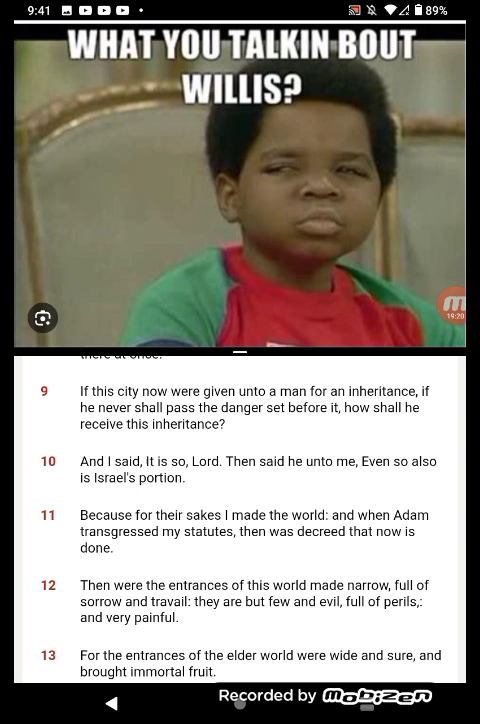 9:41
89%
WHAT YOU TALKIN BOUT
WILLIS?
19:20
there at once.
9 If this city now were given unto a man for an inheritance, if
he never shall pass the danger set before it, how shall he
receive this inheritance?
10 And I said, It is so, Lord. Then said he unto me, Even so also
is Israel's portion.
11 Because for their sakes I made the world: and when Adam
transgressed my statutes, then was decreed that now is
done.
12 Then were the entrances of this world made narrow, full of
sorrow and travail: they are but few and evil, full of perils,:
and very painful.
13 For the entrances of the elder world were wide and sure, and
brought immortal fruit.
Recorded by mobizen